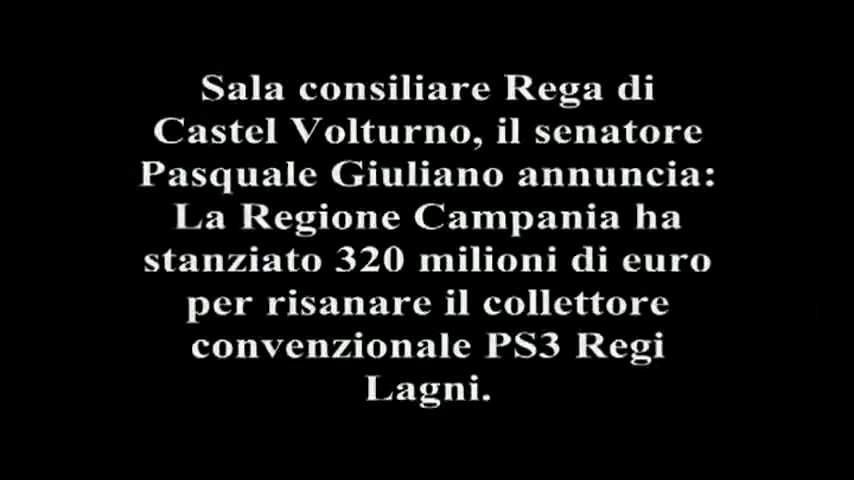 Sala consiliare Rega di
Castel Volturno, il senatore
Pasquale Giuliano annuncia:
La Regione Campania ha
stanziato 320 milioni di euro
per risanare il collettore
convenzionale PS3 Regi
Lagni.